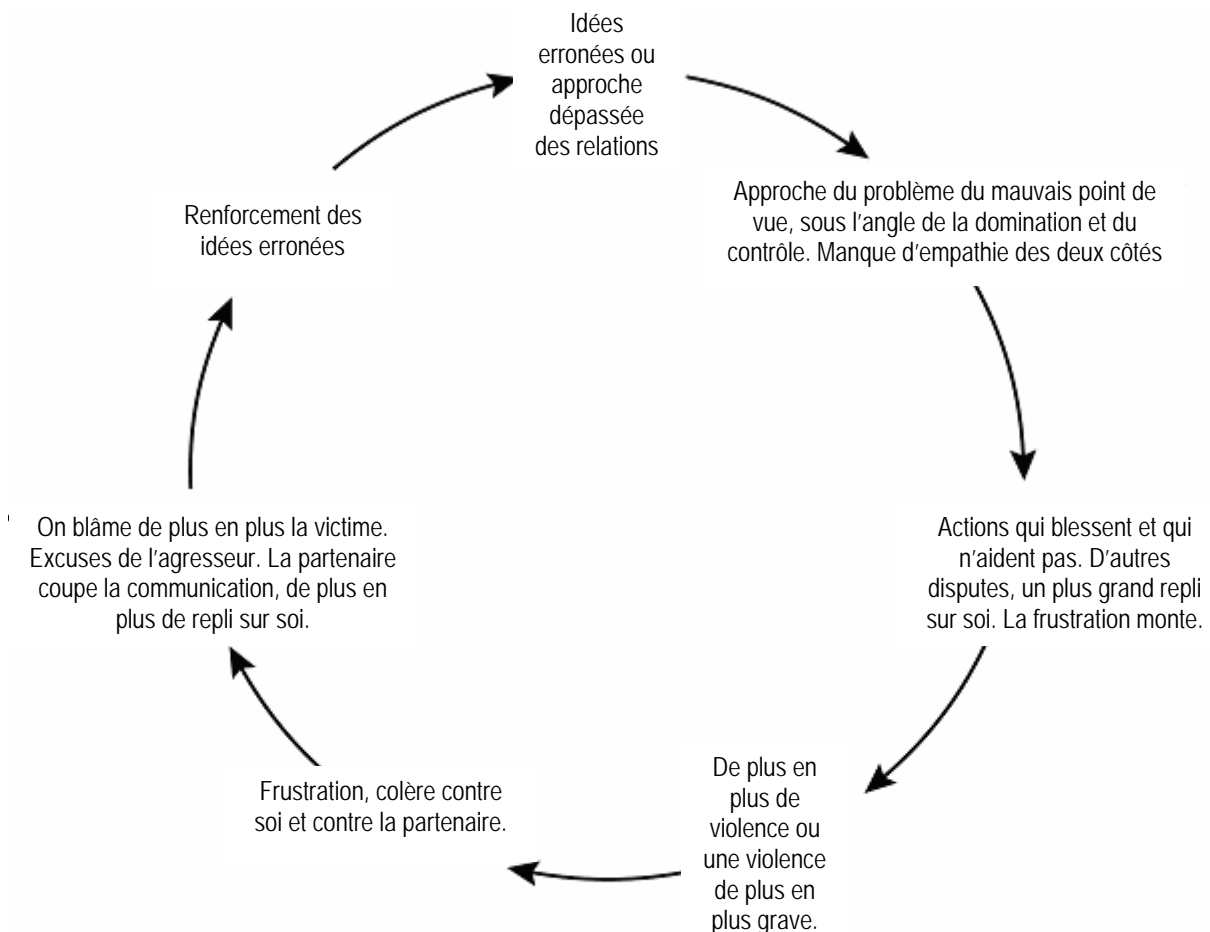 Idées
erronées ou
approche
dépassée
des relations
Approche du problème du mauvais point de
vue, sous l'angle de la domination et du
contrôle. Manque d'empathie des deux côtés
Actions qui blessent et qui
n'aident pas. D'autres
disputes, un plus grand repli
sur soi. La frustration monte.
De plus en
plus de
violence ou
une violence
de plus en
plus grave.
Frustration, colère contre
soi et contre la partenaire.
On blâme de plus en plus la victime.
Excuses de l'agresseur. La partenaire
coupe la communication, de plus en
plus de repli sur soi.
Renforcement des
idées erronées